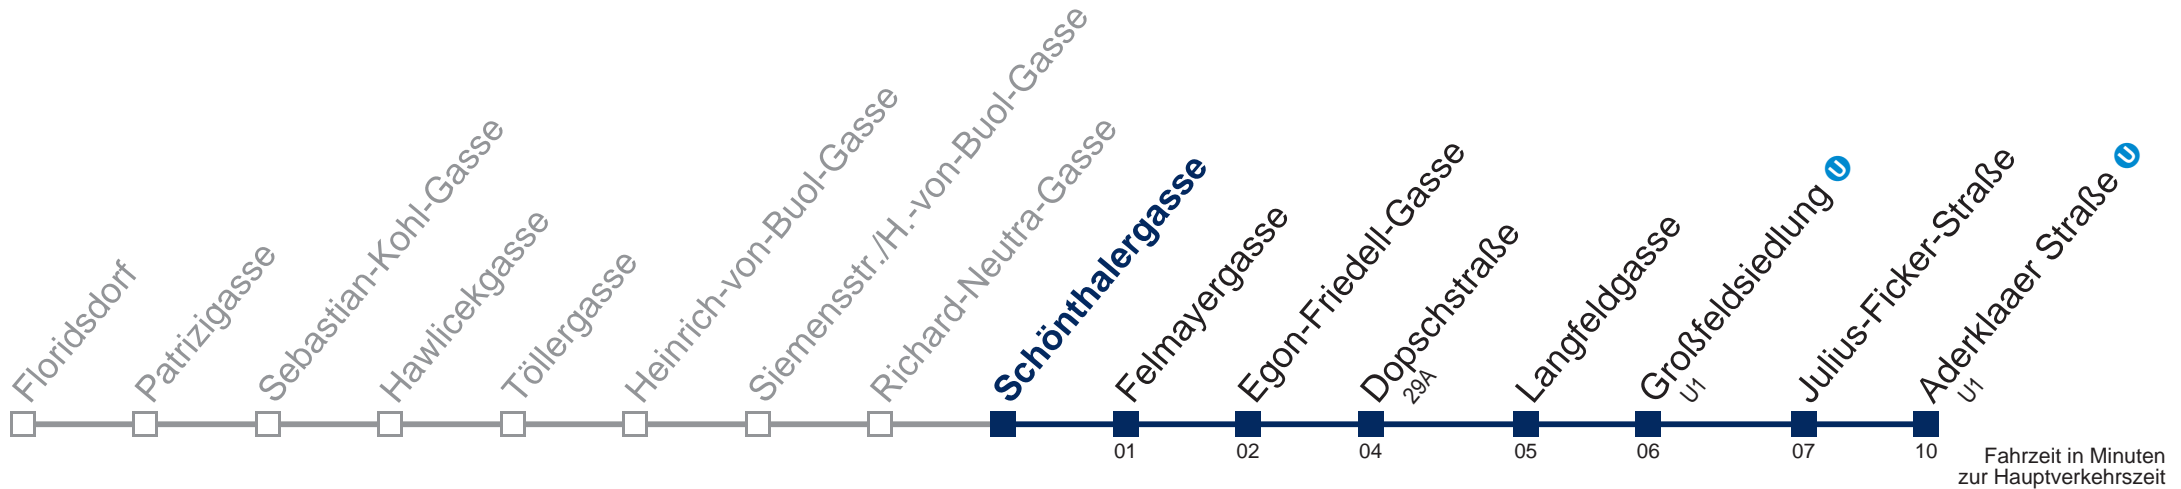 Floridsdorf
Patrizigasse
Sebastian-Kohl-Gasse
Hawlicekgasse
Töllergasse
Heinrich-von-Buol-Gasse
Siemensstr./H.-von-Buol-Gasse
Richard-Neutra-Gasse
Schönthalergasse
Felmayergasse
Egon-Friedell-Gasse
Dopschstraße
29A
Langfeldgasse
Großfeldsiedlung U
U1
Julius-Ficker-Straße
Aderklaaer Straße U
U1
01 02 04 05 06 07 10
Fahrzeit in Minuten
zur Hauptverkehrszeit